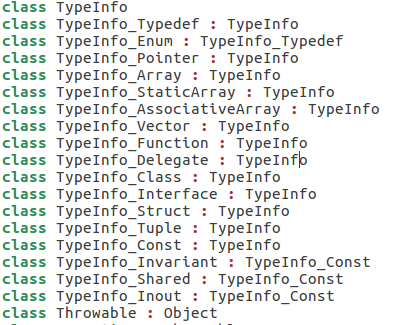 class TypeInfo
class TypeInfo_Typedef : TypeInfo
class TypeInfo_Enum : TypeInfo_Typedef
class TypeInfo_Pointer : TypeInfo
class TypeInfo_Array : TypeInfo
class TypeInfo_StaticArray : TypeInfo
class TypeInfo_AssociativeArray : TypeInfo
class TypeInfo_Vector : TypeInfo
class TypeInfo_Function : TypeInfo
class TypeInfo_Delegate : TypeInfo
class TypeInfo_Class : TypeInfo
class TypeInfo_Interface : TypeInfo
class TypeInfo_Struct : TypeInfo
class TypeInfo_Tuple : TypeInfo
class TypeInfo_Const : TypeInfo
class TypeInfo_Invariant : TypeInfo_Const
class TypeInfo_Shared : TypeInfo_Const
class TypeInfo_Inout : TypeInfo_Const
class Throwable : Object